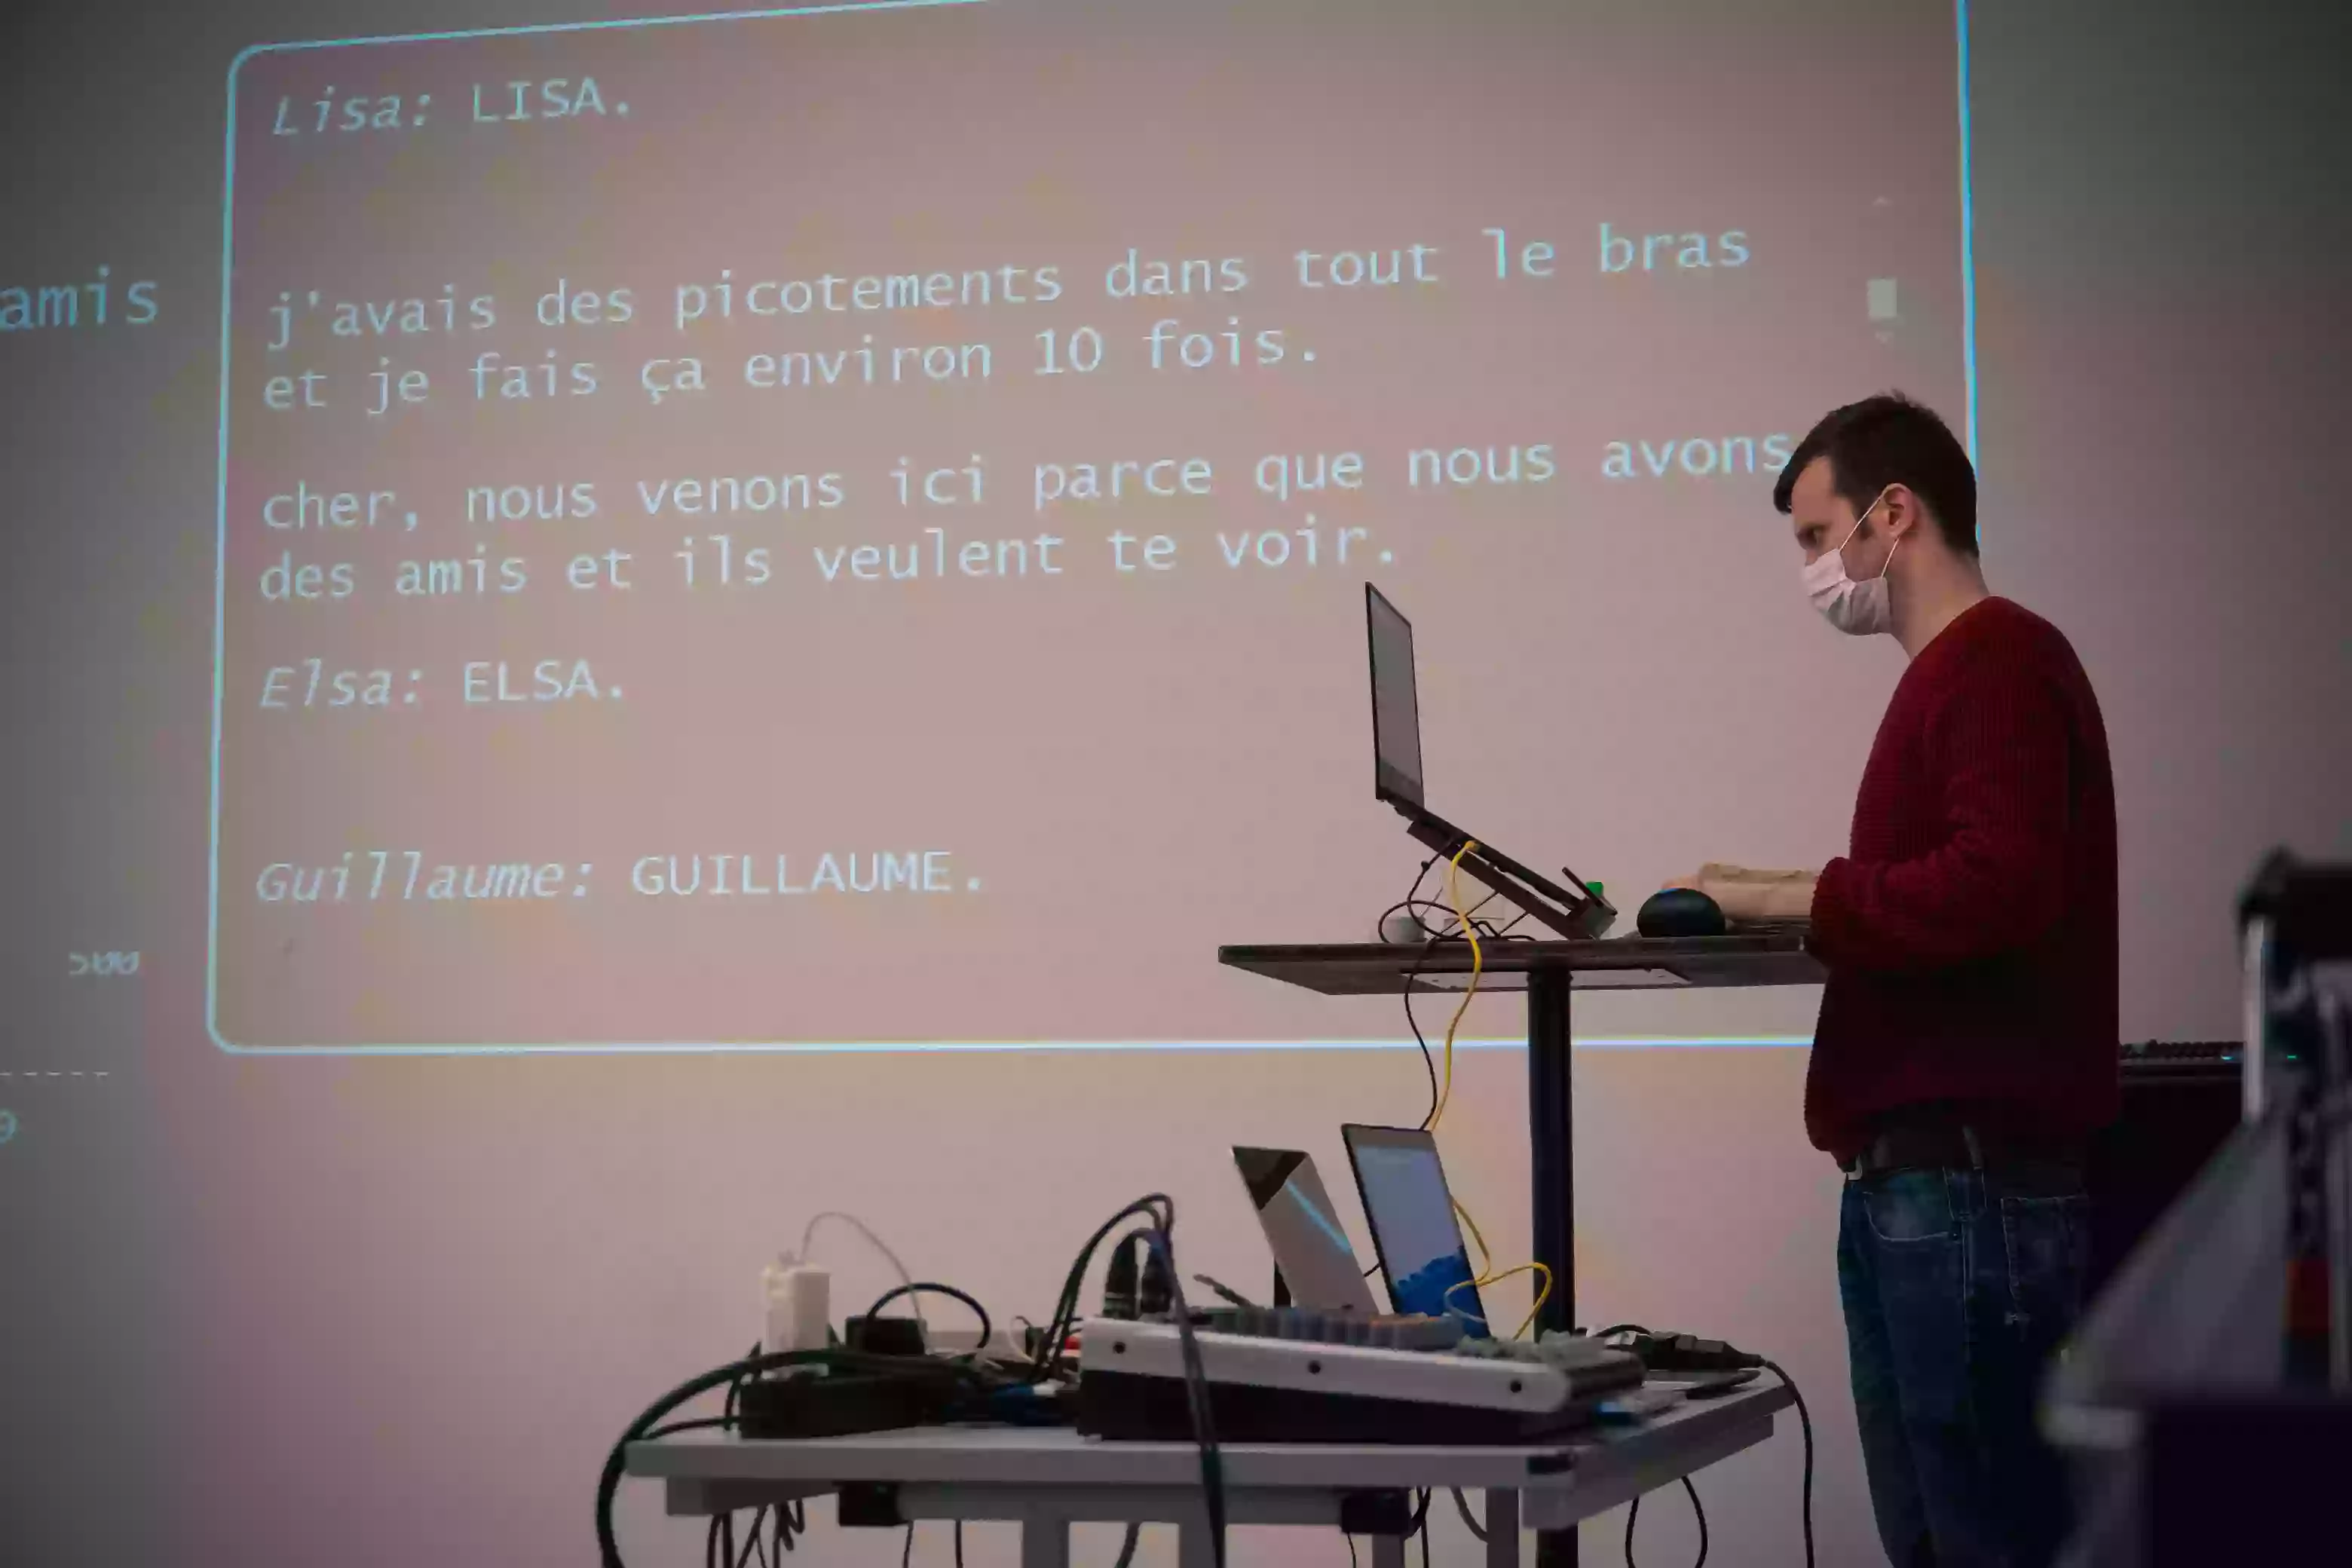 Lisa: LISA.
j'avais des picotements dans tout le bras
et je fais ça environ 10 fois.
cher, nous venons ici parce que nous avons
des amis et ils veulent te voir.
Elsa: ELSA.
Guillaume: GUILLAUME.
amis